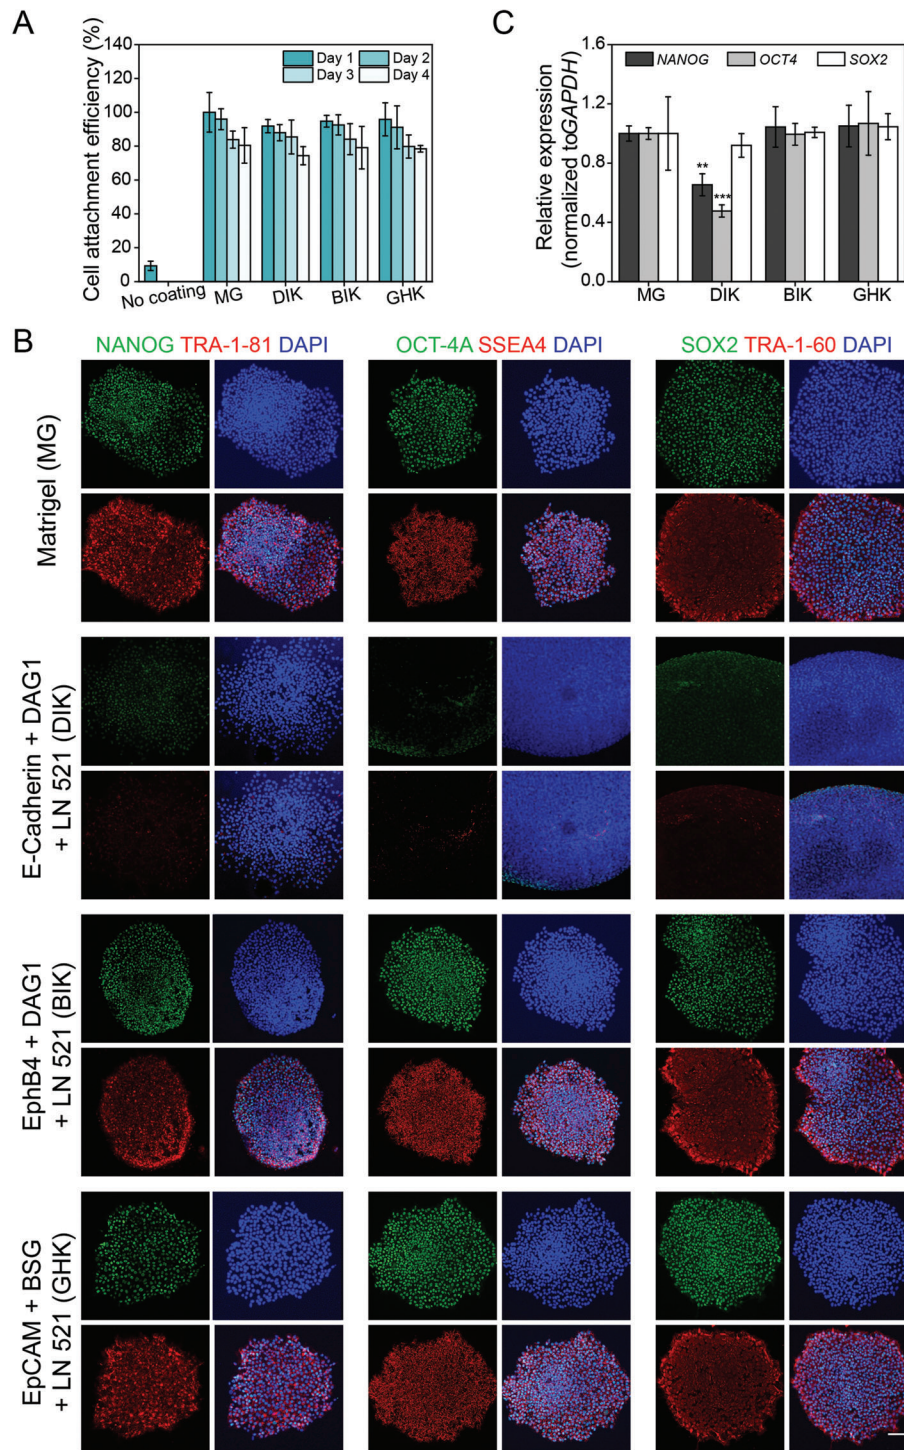 A
Cell attachment efficiency (%)
140
120
100
80
60
40
20
0
Day 1 Day 2
Day 3 Day 4
No coating MG DIK BIK GHK
C
Relative expression
(normalized toGAPDH)
1.6
1.2
0.8
0.4
0.0
NANOG OCT4 SOX2
**
***
MG DIK BIK GHK
B
NANOG TRA-1-81 DAPI
OCT-4A SSEA4 DAPI
SOX2 TRA-1-60 DAPI
Matrigel (MG)
E-Cadherin + DAG1
+ LN 521 (DIK)
EphB4 + DAG1
+ LN 521 (BIK)
EpCAM + BSG
+ LN 521 (GHK)